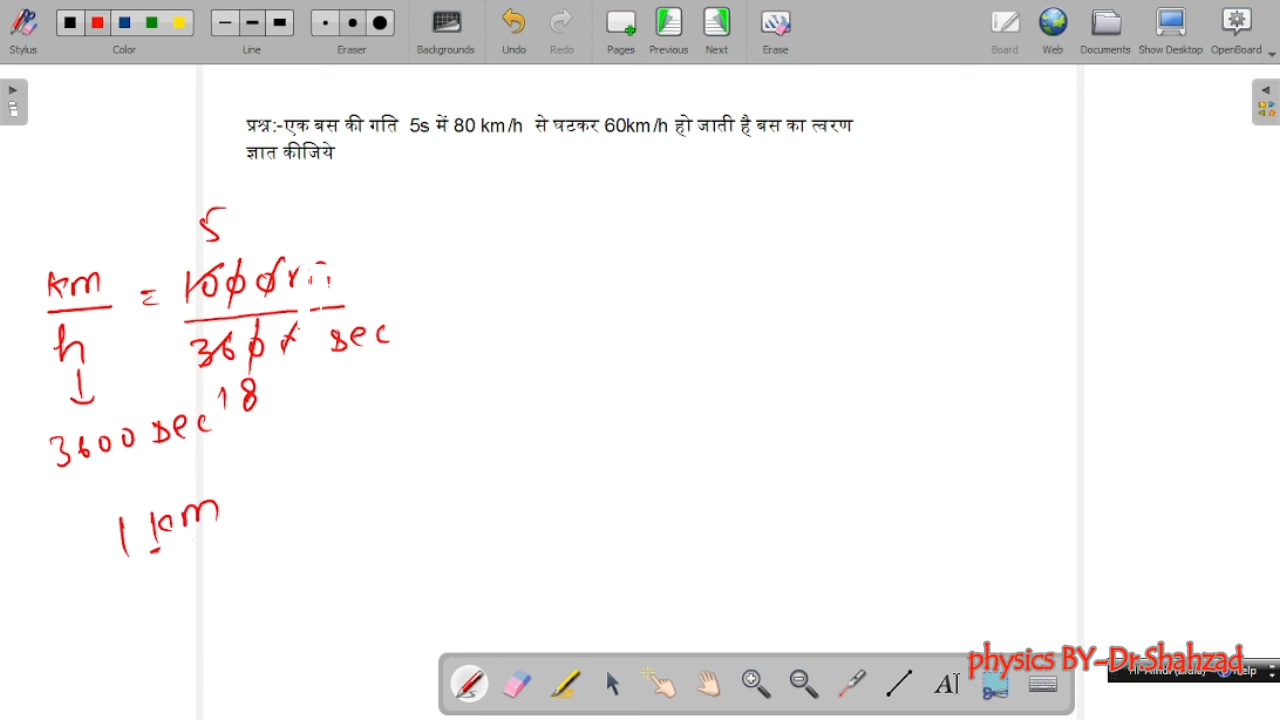 Stylus
Color
Line
Eraser
Backgrounds
Undo
Redo
Pages
Previous
Next
Erase
Board
Web
Documents
Show Desktop
OpenBoard
प्रश्न:-एक बस की गति 5s में 80 km/h से घटकर 60km/h हो जाती है बस का त्वरण
ज्ञात कीजिये
5
km = 1000 m
h 3600 sec
18
3600 sec
1 km
physics BY-Dr.Shahzad
Help